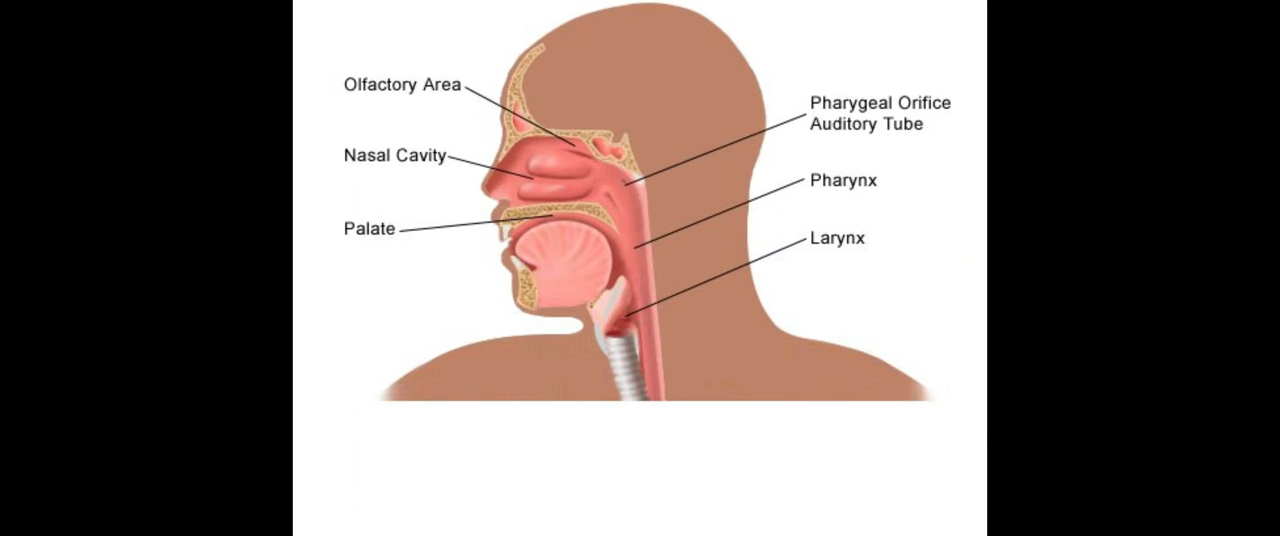 Olfactory Area
Nasal Cavity
Palate
Pharygeal Orifice
Auditory Tube
Pharynx
Larynx